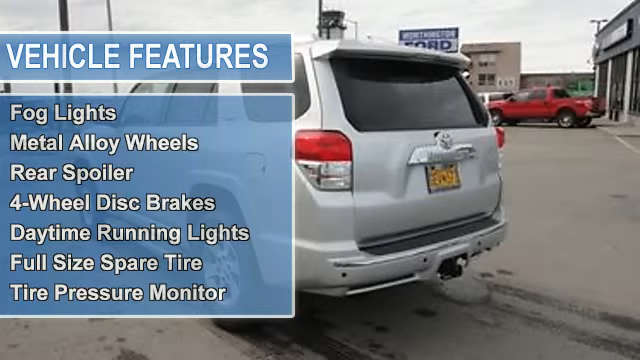 VEHICLE FEATURES
Fog Lights
Metal Alloy Wheels
Rear Spoiler
4-Wheel Disc Brakes
Daytime Running Lights
Full Size Spare Tire
Tire Pressure Monitor
WORTHINGTON
FORD